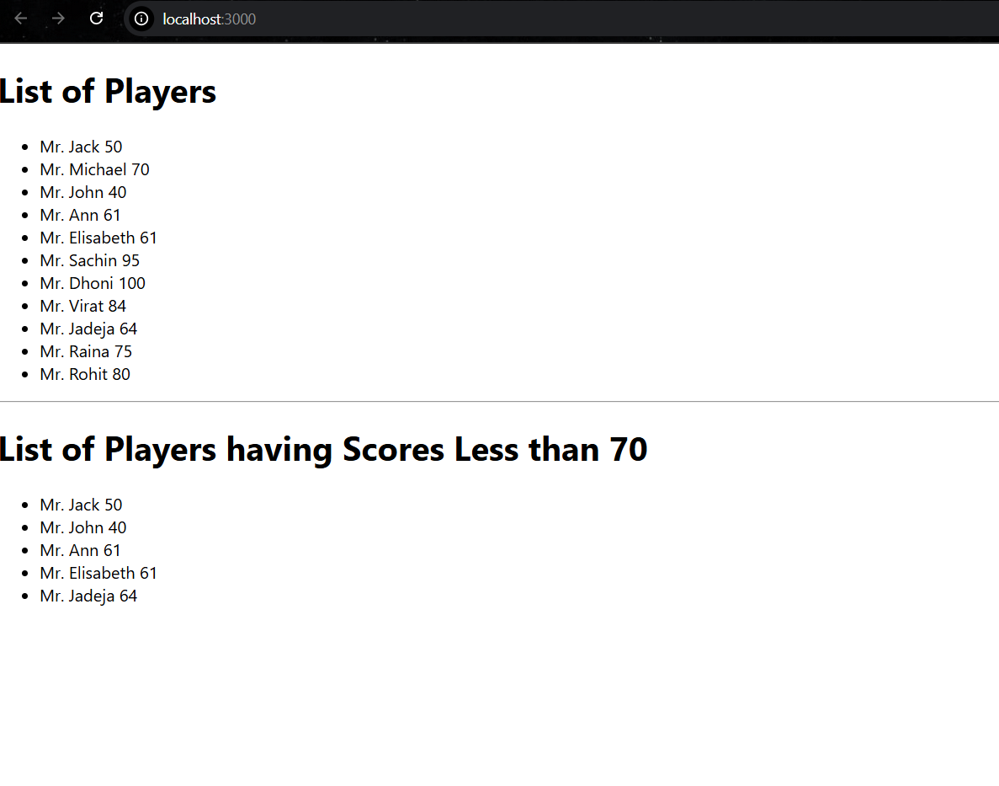 localhost:3000
List of Players
Mr. Jack 50
Mr. Michael 70
Mr. John 40
Mr. Ann 61
Mr. Elisabeth 61
Mr. Sachin 95
Mr. Dhoni 100
Mr. Virat 84
Mr. Jadeja 64
Mr. Raina 75
Mr. Rohit 80
List of Players having Scores Less than 70
Mr. Jack 50
Mr. John 40
Mr. Ann 61
Mr. Elisabeth 61
Mr. Jadeja 64